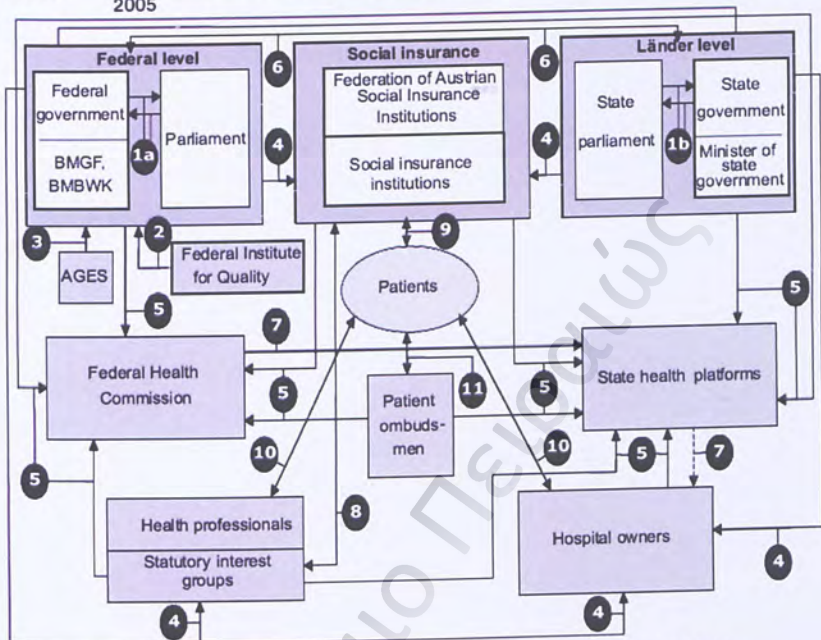 2005
Federal level
Social insurance
Länder level
6
6
Federal
government
BMGF,
BMBWK
1a
Parliament
4
Federation of Austrian
Social Insurance
Institutions
Social insurance
institutions
4
State
parliament
1b
State
government
Minister of
state
government
3
2
AGES
Federal Institute
for Quality
9
Patients
5
5
7
Federal Health
Commission
5
11
5
State health platforms
Patient
ombuds-
men
5
10
10
5
7
8
Health professionals
Statutory interest
groups
Hospital owners
4
4
4
μο Πειραιώς